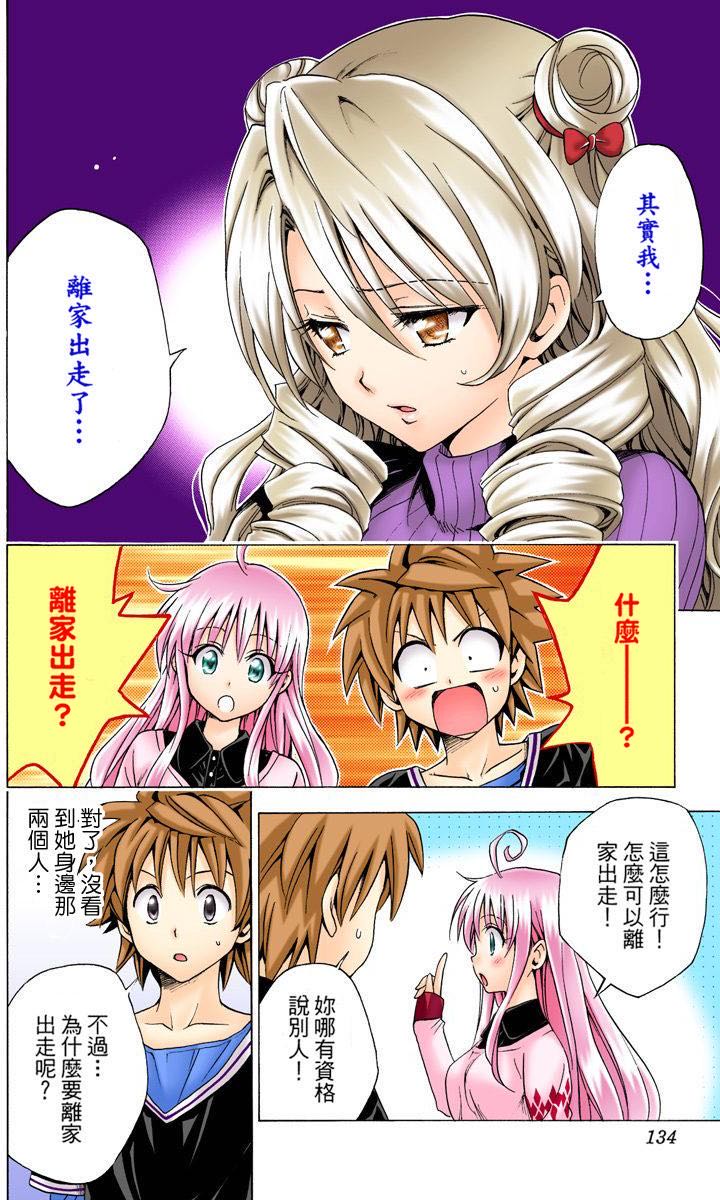 其實我…
離家出走了…
什麼——？
離家出走？
這怎麼行！
怎麼可以離
家出走！
妳哪有資格
說別人！
對了，沒看
到她身邊那
兩個人…
不過…
為什麼要離家
出走呢？
134